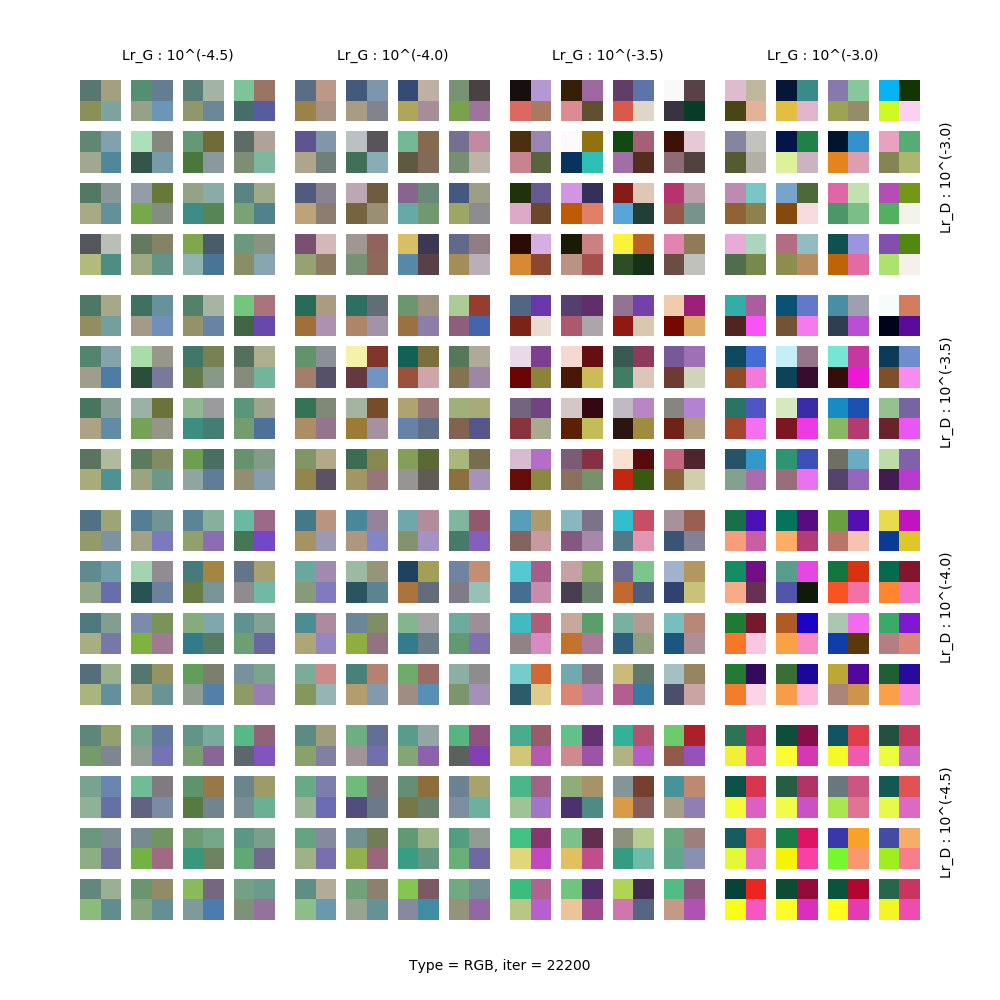 Lr_G : 10^(-4.5)
Lr_G : 10^(-4.0)
Lr_G : 10^(-3.5)
Lr_G : 10^(-3.0)
Lr_D : 10^(-3.0)
Lr_D : 10^(-3.5)
Lr_D : 10^(-4.0)
Lr_D : 10^(-4.5)
Type = RGB, iter = 22200